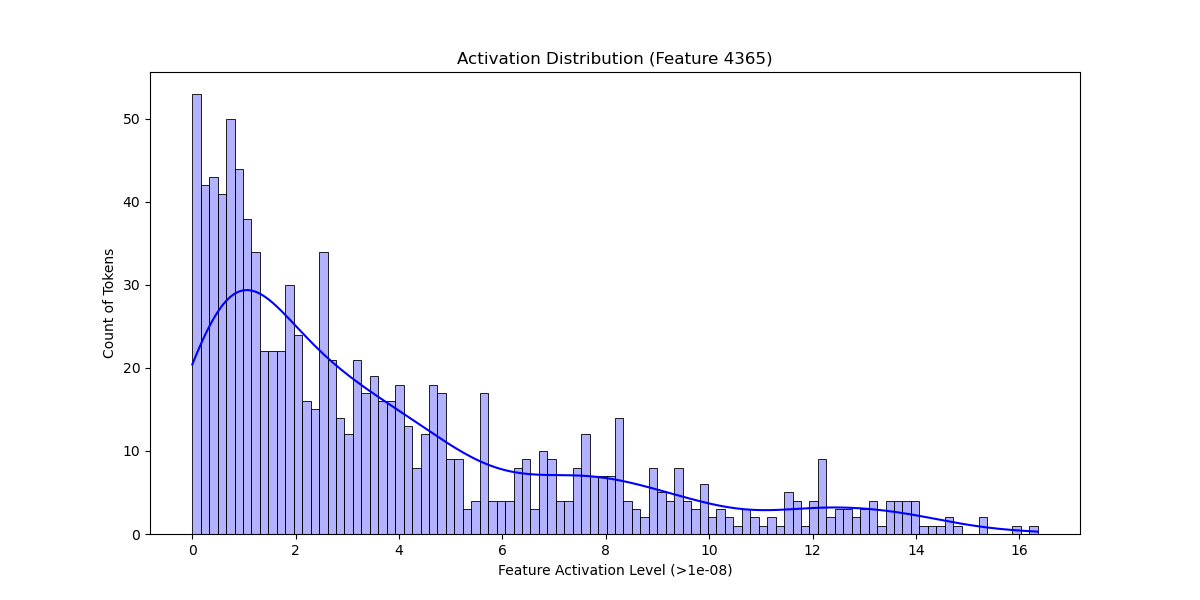 Activation Distribution (Feature 4365)
Count of Tokens
50
40
30
20
10
0
0 2 4 6 8 10 12 14 16
Feature Activation Level (>1e-08)